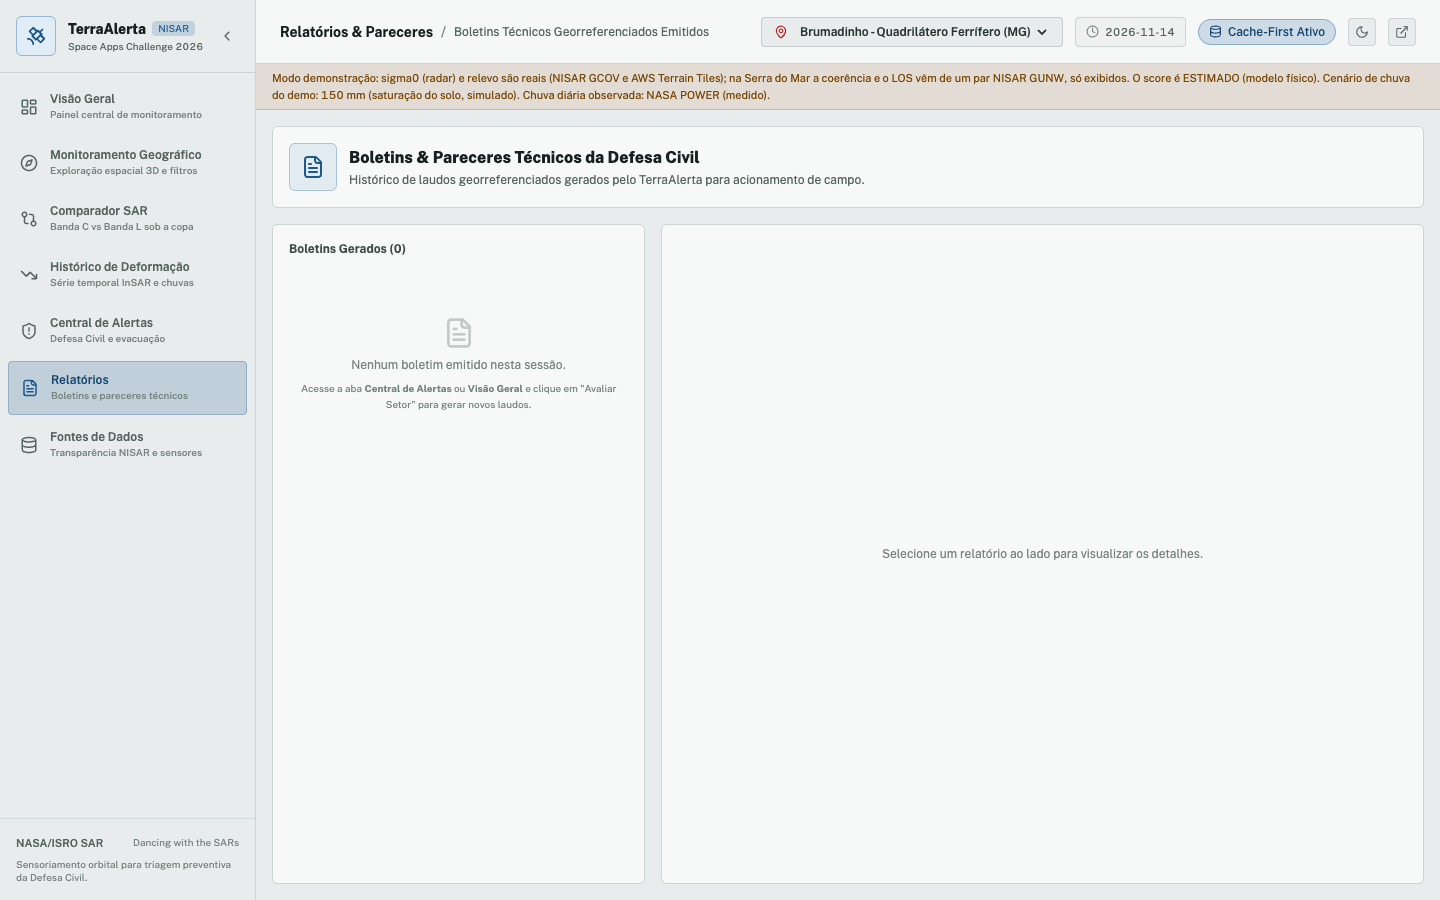 TerraAlerta NISAR
Space Apps Challenge 2026
Visão Geral
Painel central de monitoramento
Monitoramento Geográfico
Exploração espacial 3D e filtros
Comparador SAR
Banda C vs Banda L sob a copa
Histórico de Deformação
Série temporal InSAR e chuvas
Central de Alertas
Defesa Civil e evacuação
Relatórios
Boletins e pareceres técnicos
Fontes de Dados
Transparência NISAR e sensores
NASA/ISRO SAR Dancing with the SARs
Sensoriamento orbital para triagem preventiva
da Defesa Civil.
Relatórios & Pareceres / Boletins Técnicos Georreferenciados Emitidos
Brumadinho - Quadrilátero Ferrífero (MG)
2026-11-14
Cache-First Ativo
Modo demonstração: sigma0 (radar) e relevo são reais (NISAR GCOV e AWS Terrain Tiles); na Serra do Mar a coerência e o LOS vêm de um par NISAR GUNW, só exibidos. O score é ESTIMADO (modelo físico). Cenário de chuva
do demo: 150 mm (saturação do solo, simulado). Chuva diária observada: NASA POWER (medido).
Boletins & Pareceres Técnicos da Defesa Civil
Histórico de laudos georreferenciados gerados pelo TerraAlerta para acionamento de campo.
Boletins Gerados (0)
Nenhum boletim emitido nesta sessão.
Acesse a aba Central de Alertas ou Visão Geral e clique em "Avaliar
Setor" para gerar novos laudos.
Selecione um relatório ao lado para visualizar os detalhes.